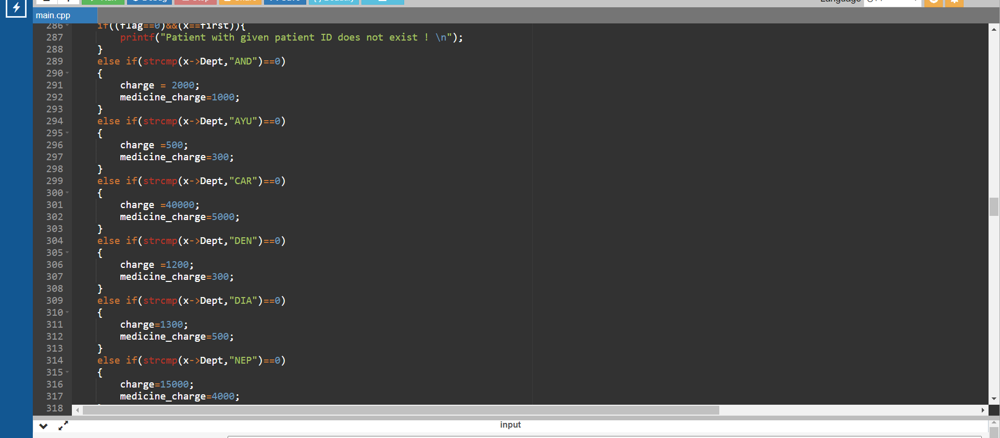 Language
main.cpp
286 if((flag==0)&&(x==first)){
287 printf("Patient with given patient ID does not exist ! \n");
288 }
289 else if(strcmp(x->Dept,"AND")==0)
290 {
291 charge = 2000;
292 medicine_charge=1000;
293 }
294 else if(strcmp(x->Dept,"AYU")==0)
295 {
296 charge =500;
297 medicine_charge=300;
298 }
299 else if(strcmp(x->Dept,"CAR")==0)
300 {
301 charge =40000;
302 medicine_charge=5000;
303 }
304 else if(strcmp(x->Dept,"DEN")==0)
305 {
306 charge =1200;
307 medicine_charge=300;
308 }
309 else if(strcmp(x->Dept,"DIA")==0)
310 {
311 charge=1300;
312 medicine_charge=500;
313 }
314 else if(strcmp(x->Dept,"NEP")==0)
315 {
316 charge=15000;
317 medicine_charge=4000;
318
input